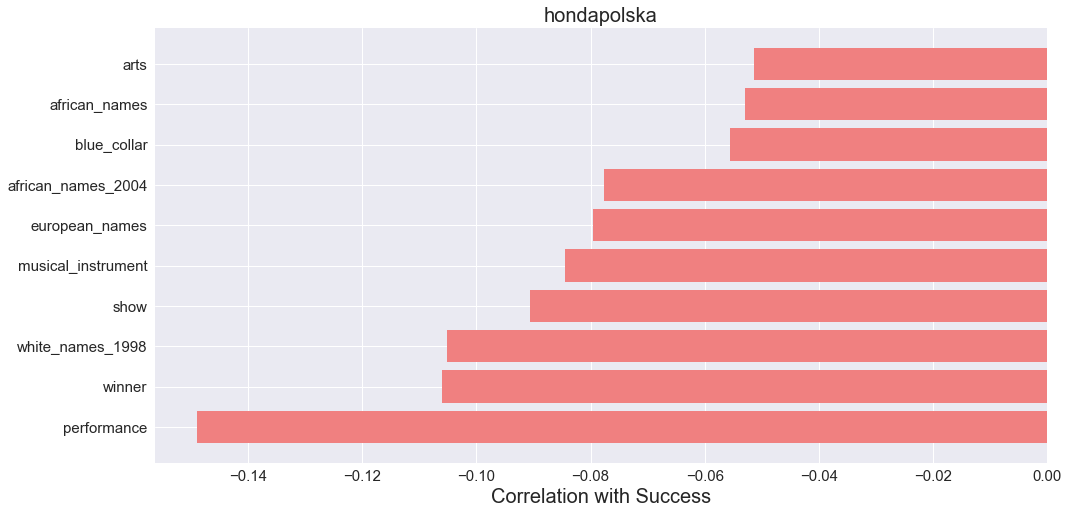 hondapolska
arts
african_names
blue_collar
african_names_2004
european_names
musical_instrument
show
white_names_1998
winner
performance
−0.14 −0.12 −0.10 −0.08 −0.06 −0.04 −0.02 0.00
Correlation with Success